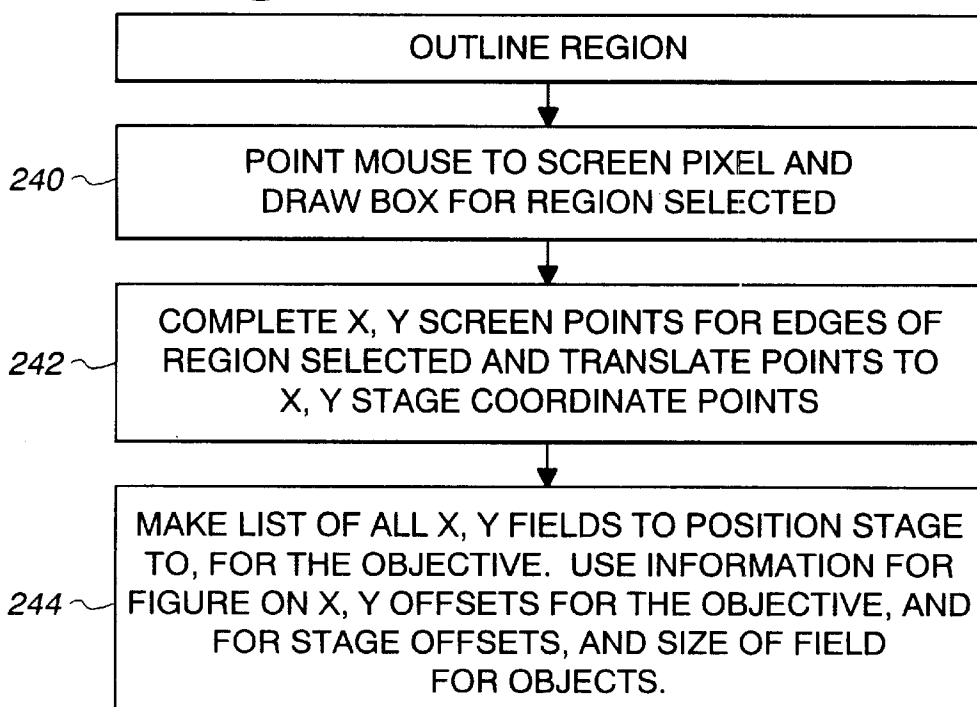 OUTLINE REGION
240
POINT MOUSE TO SCREEN PIXEL AND
DRAW BOX FOR REGION SELECTED
242
COMPLETE X, Y SCREEN POINTS FOR EDGES OF
REGION SELECTED AND TRANSLATE POINTS TO
X, Y STAGE COORDINATE POINTS
244
MAKE LIST OF ALL X, Y FIELDS TO POSITION STAGE
TO, FOR THE OBJECTIVE. USE INFORMATION FOR
FIGURE ON X, Y OFFSETS FOR THE OBJECTIVE, AND
FOR STAGE OFFSETS, AND SIZE OF FIELD
FOR OBJECTS.